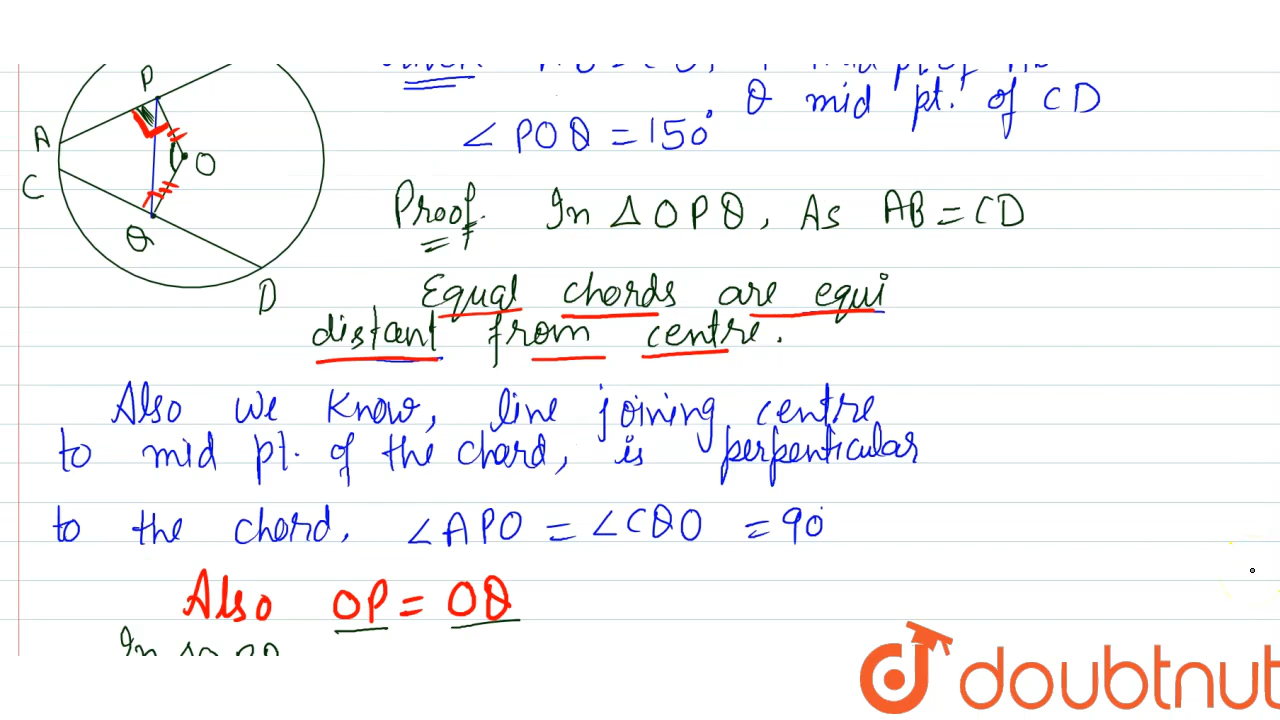 P
A
C
O
Q
D
Q mid pt. of CD
∠POQ = 150°
Proof. In △OPQ, As AB = CD
Equal chords are equi
distant from centre.
Also we know, line joining centre
to mid pt. of the chord, is perpenticular
to the chord. ∠APO = ∠CQO = 90°
Also OP = OQ
doubtnut